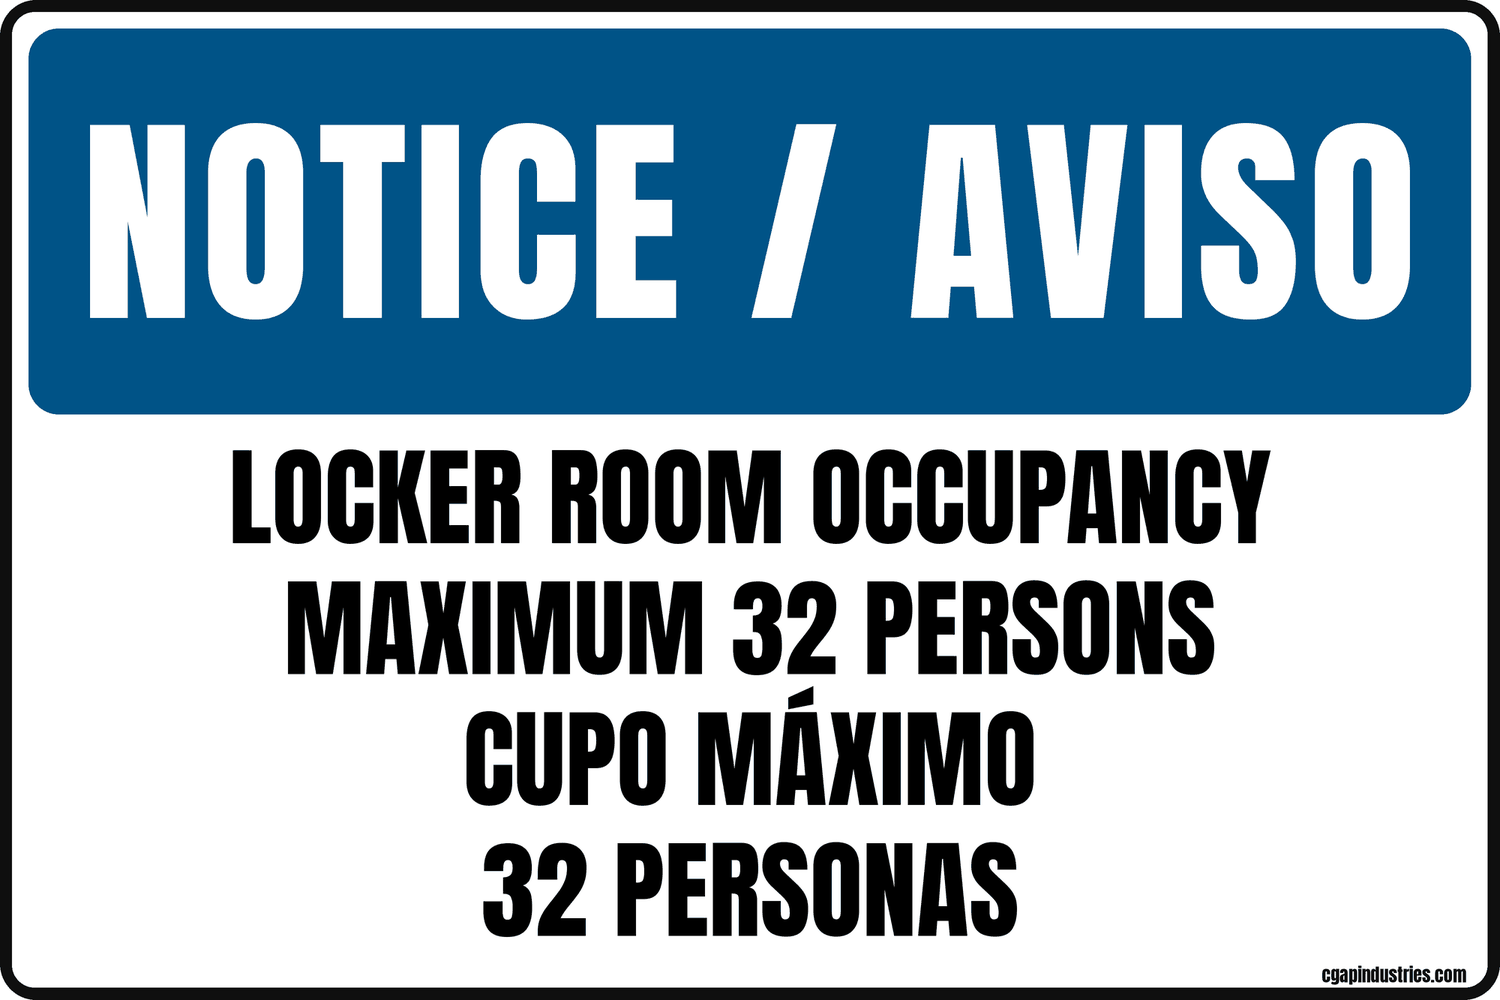 NOTICE / AVISO
LOCKER ROOM OCCUPANCY
MAXIMUM 32 PERSONS
CUPO MÁXIMO
32 PERSONAS
cgapindustries.com